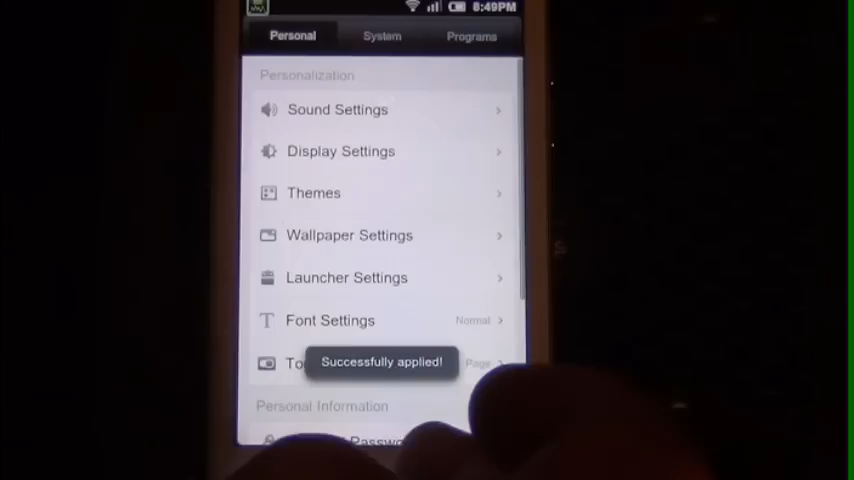 8:49PM
Personal System Programs
Personalization
Sound Settings
Display Settings
Themes
Wallpaper Settings
Launcher Settings
Font Settings Normal
Successfully applied!
Page
Personal Information